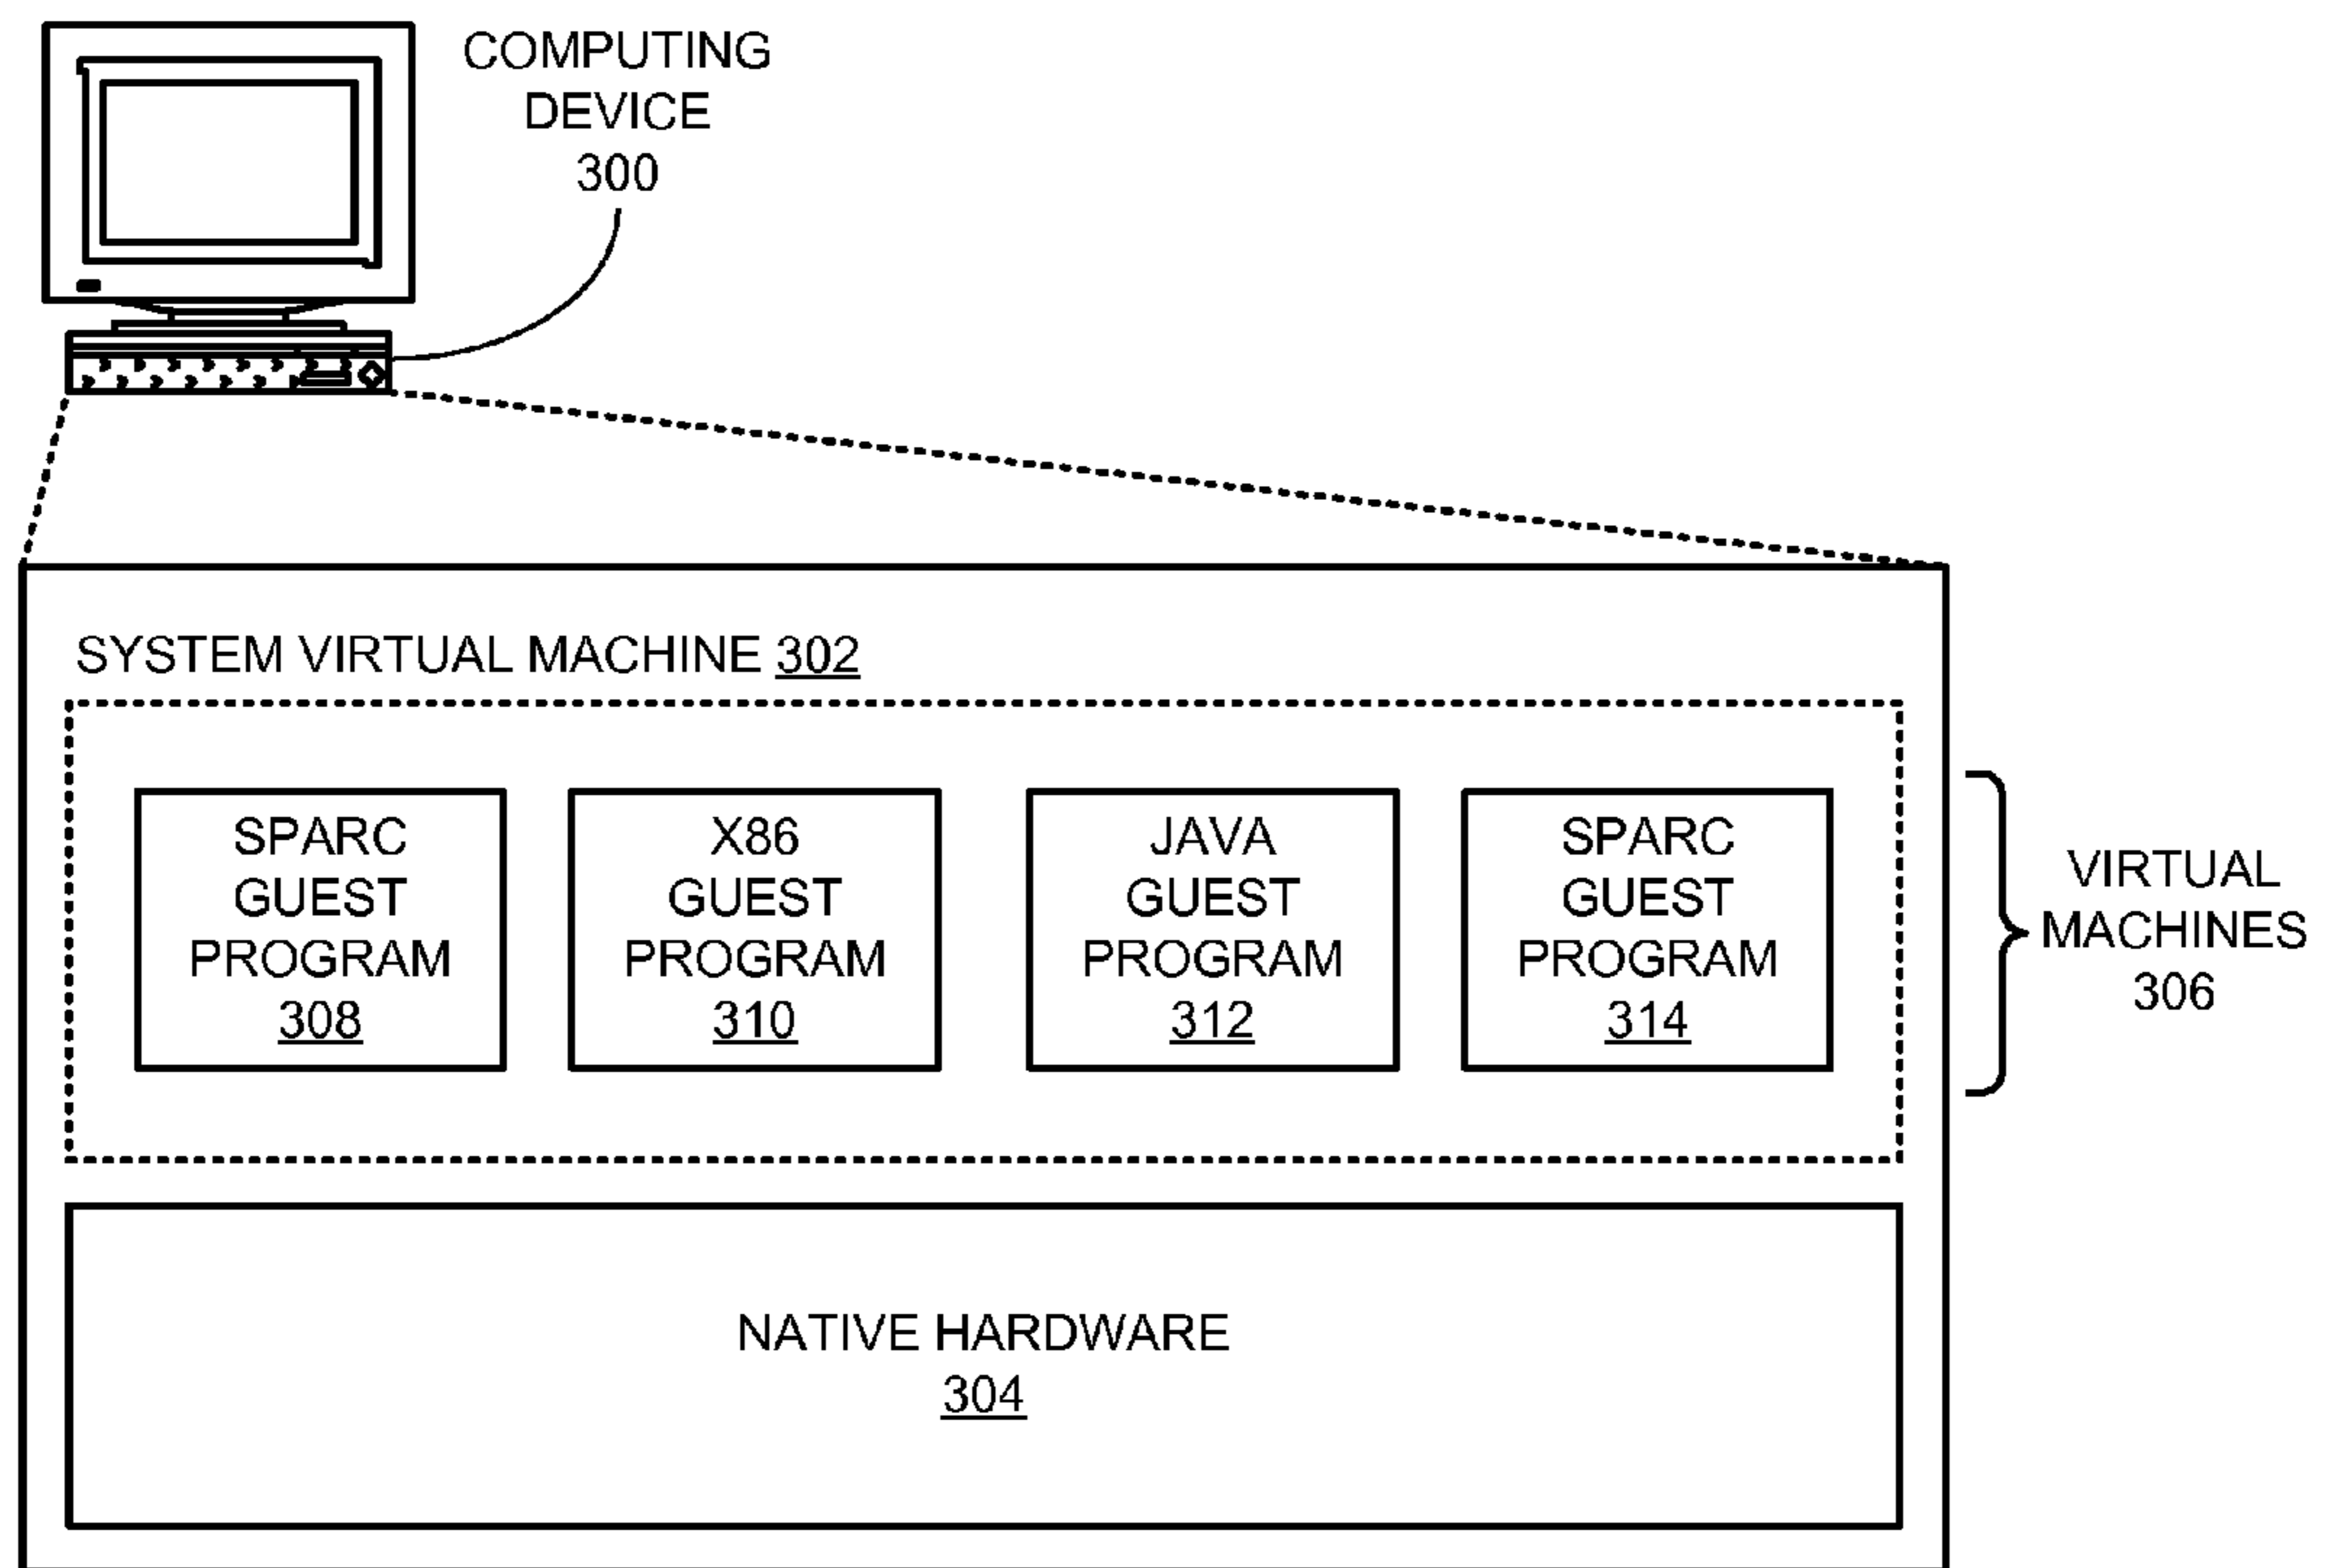 COMPUTING
DEVICE
300
SYSTEM VIRTUAL MACHINE 302
SPARC
GUEST
PROGRAM
308
X86
GUEST
PROGRAM
310
JAVA
GUEST
PROGRAM
312
SPARC
GUEST
PROGRAM
314
VIRTUAL
MACHINES
306
NATIVE HARDWARE
304